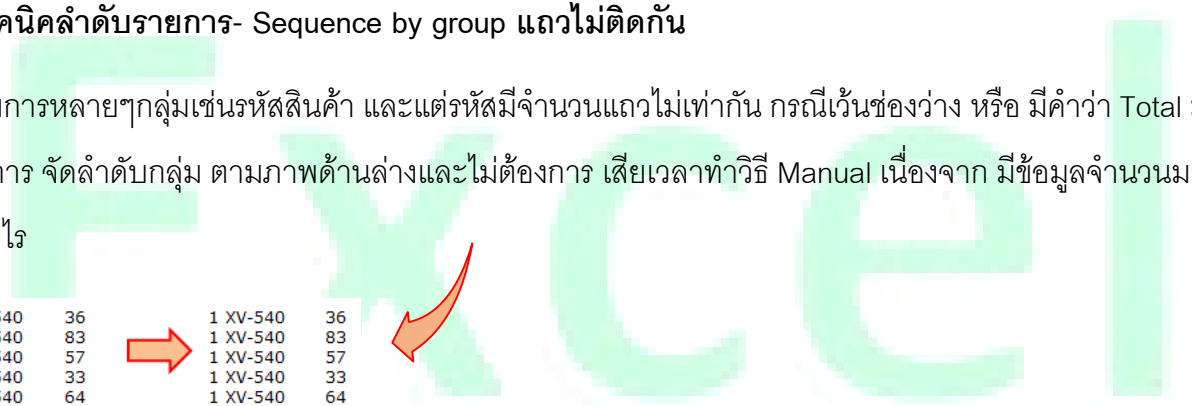 คนิคลำดับรายการ- Sequence by group แถวไม่ติดกัน
การหลายๆกลุ่มเช่นรหัสสินค้า และแต่รหัสมีจำนวนแถวไม่เท่ากัน กรณีเว้นช่องว่าง หรือ มีคำว่า Total
การ จัดลำดับกลุ่ม ตามภาพด้านล่างและไม่ต้องการ เสียเวลาทำวิธี Manual เนื่องจาก มีข้อมูลจำนวนม
ไร
540 36 1 XV-540 36
540 83 1 XV-540 83
540 57 1 XV-540 57
540 33 1 XV-540 33
540 64 1 XV-540 64
Excel